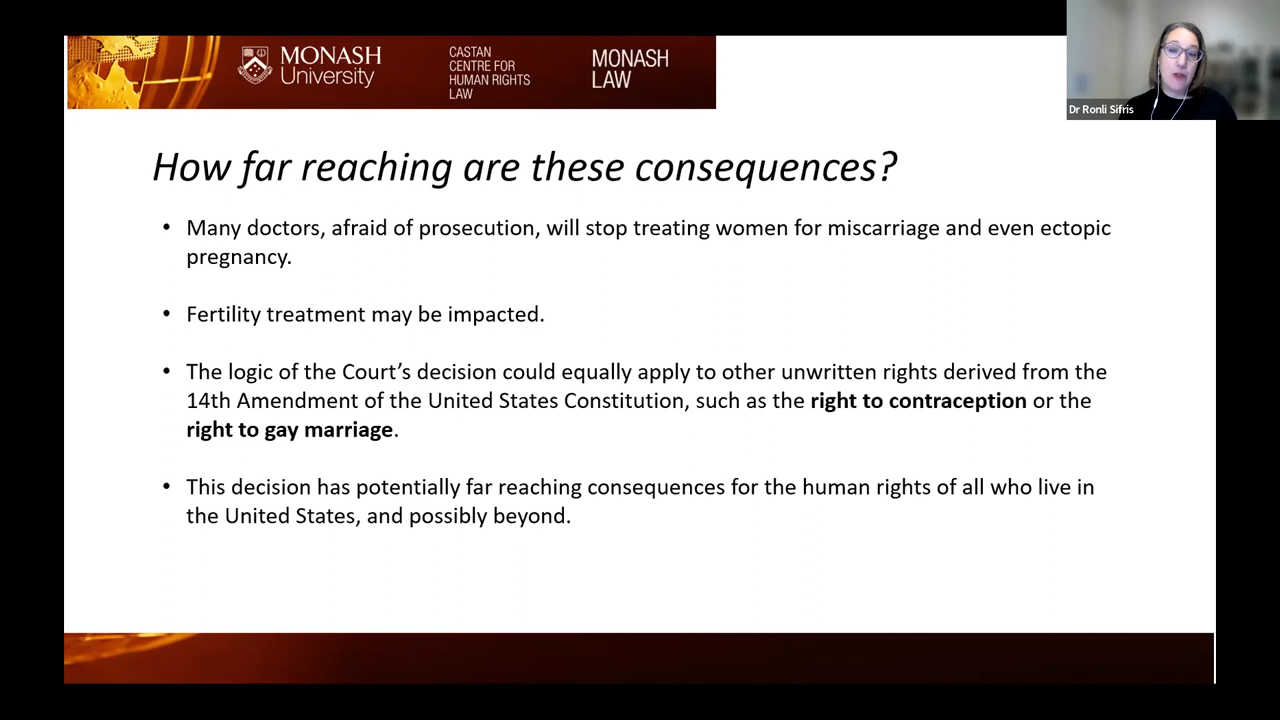 MONASH
University
CASTAN
CENTRE FOR
HUMAN RIGHTS
LAW
MONASH
LAW
Dr Ronli Sifris
How far reaching are these consequences?
• Many doctors, afraid of prosecution, will stop treating women for miscarriage and even ectopic
pregnancy.
• Fertility treatment may be impacted.
• The logic of the Court’s decision could equally apply to other unwritten rights derived from the
14th Amendment of the United States Constitution, such as the right to contraception or the
right to gay marriage.
• This decision has potentially far reaching consequences for the human rights of all who live in
the United States, and possibly beyond.